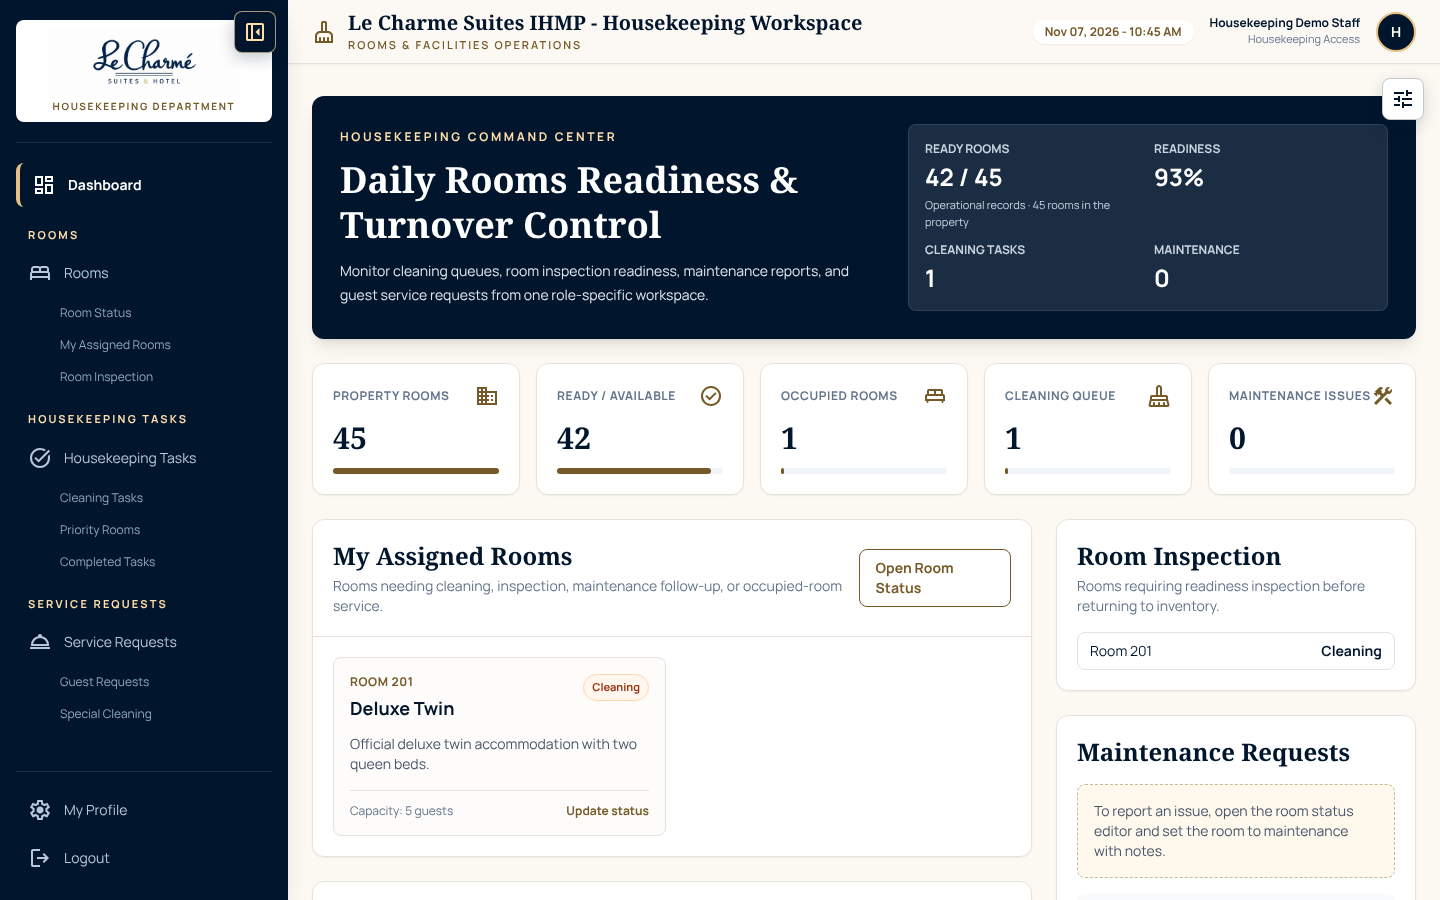 Le Charmé
SUITES & HOTEL
HOUSEKEEPING DEPARTMENT
Dashboard
ROOMS
Rooms
Room Status
My Assigned Rooms
Room Inspection
HOUSEKEEPING TASKS
Housekeeping Tasks
Cleaning Tasks
Priority Rooms
Completed Tasks
SERVICE REQUESTS
Service Requests
Guest Requests
Special Cleaning
My Profile
Logout
Le Charme Suites IHMP - Housekeeping Workspace
ROOMS & FACILITIES OPERATIONS
Nov 07, 2026 - 10:45 AM
Housekeeping Demo Staff
Housekeeping Access
H
HOUSEKEEPING COMMAND CENTER
Daily Rooms Readiness &
Turnover Control
Monitor cleaning queues, room inspection readiness, maintenance reports, and
guest service requests from one role-specific workspace.
READY ROOMS
42 / 45
Operational records · 45 rooms in the
property
READINESS
93%
CLEANING TASKS
1
MAINTENANCE
0
PROPERTY ROOMS
45
READY / AVAILABLE
42
OCCUPIED ROOMS
1
CLEANING QUEUE
1
MAINTENANCE ISSUES
0
My Assigned Rooms
Rooms needing cleaning, inspection, maintenance follow-up, or occupied-room
service.
Open Room
Status
ROOM 201
Cleaning
Deluxe Twin
Official deluxe twin accommodation with two
queen beds.
Capacity: 5 guests
Update status
Room Inspection
Rooms requiring readiness inspection before
returning to inventory.
Room 201
Cleaning
Maintenance Requests
To report an issue, open the room status
editor and set the room to maintenance
with notes.